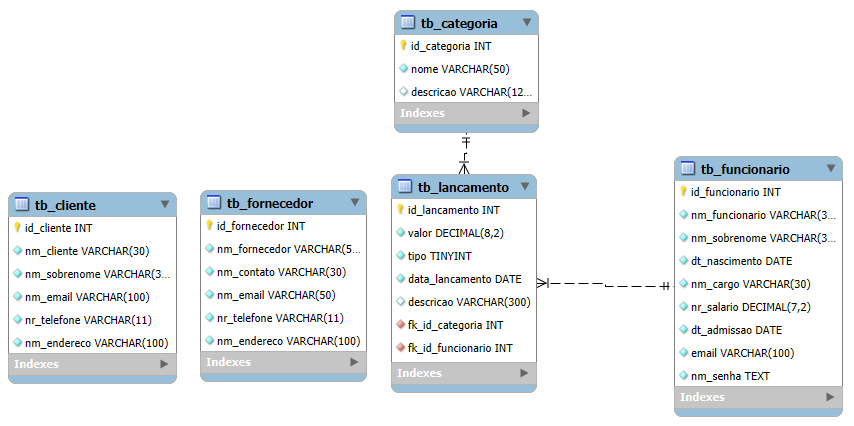 tb_categoria
id_categoria INT
nome VARCHAR(50)
descricao VARCHAR(12...
Indexes
tb_cliente
id_cliente INT
nm_cliente VARCHAR(30)
nm_sobrenome VARCHAR(3...
nm_email VARCHAR(100)
nr_telefone VARCHAR(11)
nm_endereco VARCHAR(100)
Indexes
tb_fornecedor
id_fornecedor INT
nm_fornecedor VARCHAR(5...
nm_contato VARCHAR(30)
nm_email VARCHAR(50)
nr_telefone VARCHAR(11)
nm_endereco VARCHAR(100)
Indexes
tb_lancamento
id_lancamento INT
valor DECIMAL(8,2)
tipo TINYINT
data_lancamento DATE
descricao VARCHAR(300)
fk_id_categoria INT
fk_id_funcionario INT
Indexes
tb_funcionario
id_funcionario INT
nm_funcionario VARCHAR(3...
nm_sobrenome VARCHAR(3...
dt_nascimento DATE
nm_cargo VARCHAR(30)
nr_salario DECIMAL(7,2)
dt_admissao DATE
email VARCHAR(100)
nm_senha TEXT
Indexes